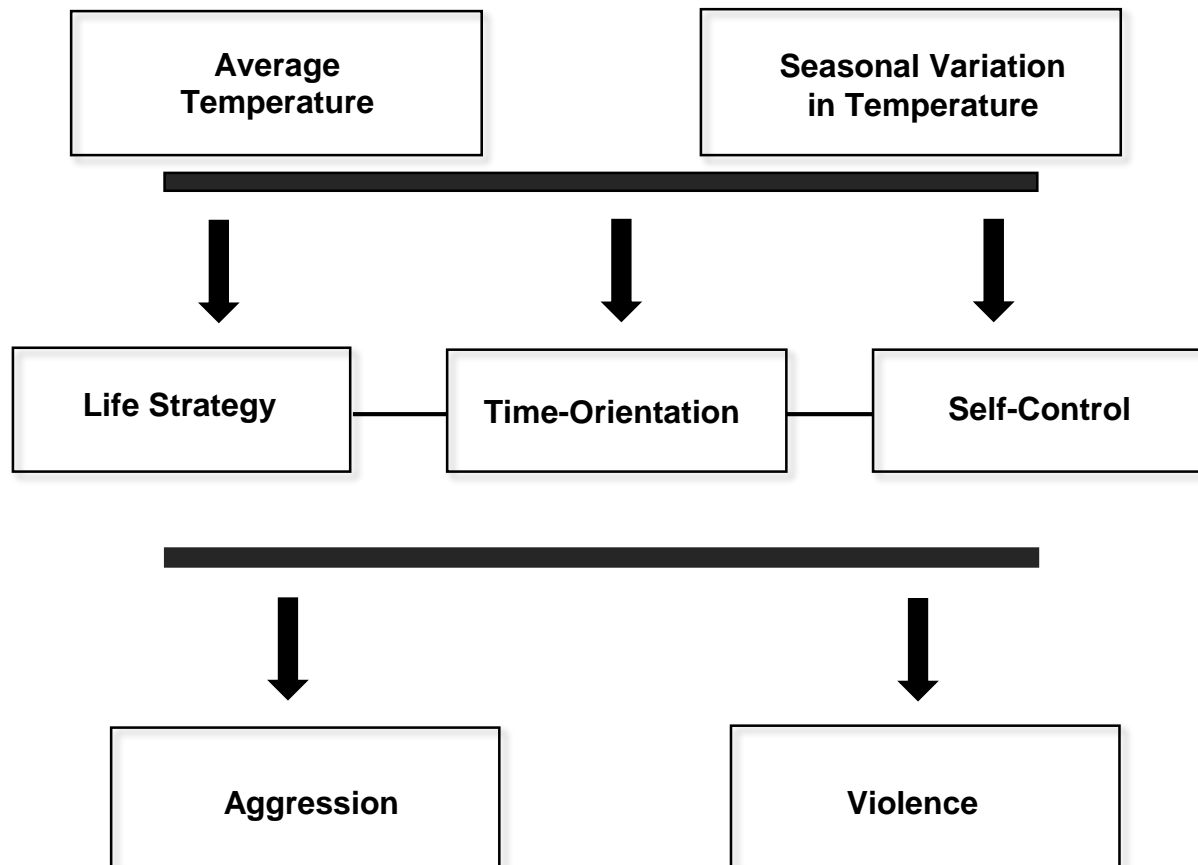 Average
Temperature
Seasonal Variation
in Temperature
Life Strategy
Time-Orientation
Self-Control
Aggression
Violence